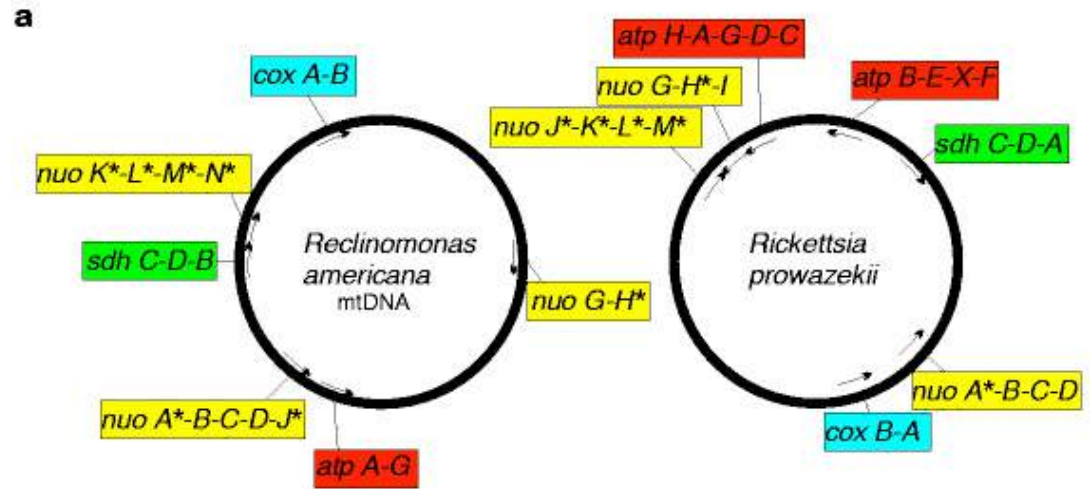 a
cox A-B
nuo K*-L*-M*-N*
sdh C-D-B
nuo A*-B-C-D-J*
atp A-G
nuo G-H*
Reclinomonas
americana
mtDNA
atp H-A-G-D-C
nuo G-H*-I
nuo J*-K*-L*-M*
atp B-E-X-F
sdh C-D-A
nuo A*-B-C-D
cox B-A
Rickettsia
prowazekii